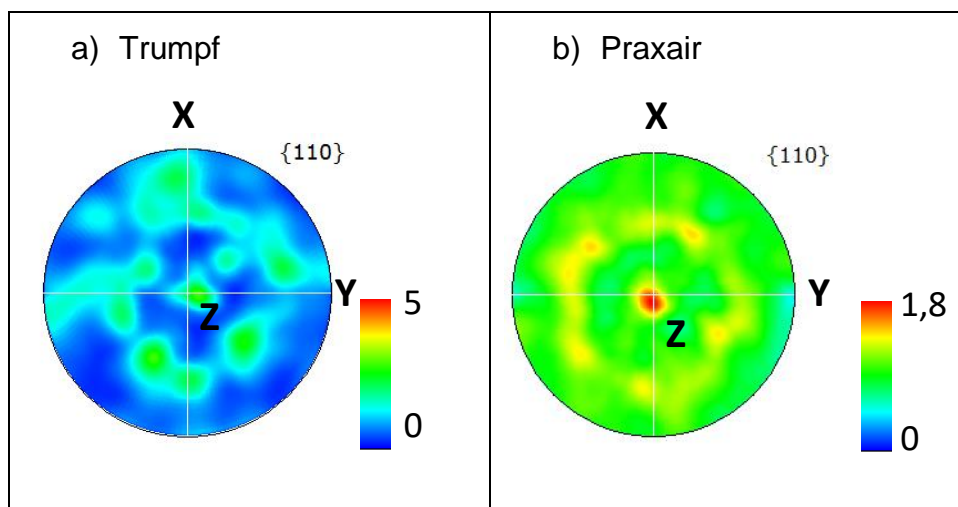 a) Trumpf
X
{110}
Y
Z
5
0
b) Praxair
X
{110}
Y
Z
1,8
0